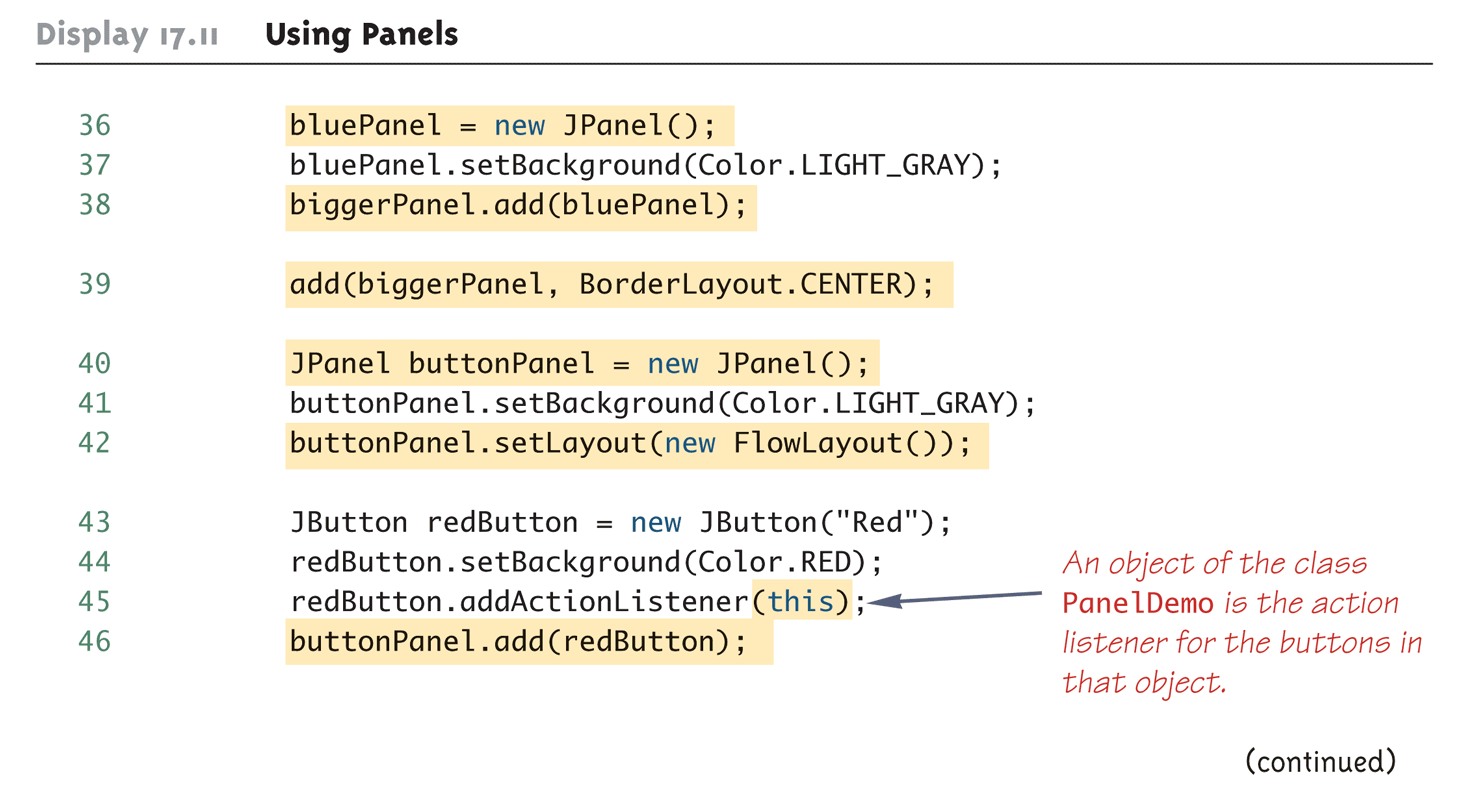 Display 17.11 Using Panels
36 bluePanel = new JPanel();
37 bluePanel.setBackground(Color.LIGHT_GRAY);
38 biggerPanel.add(bluePanel);
39 add(biggerPanel, BorderLayout.CENTER);
40 JPanel buttonPanel = new JPanel();
41 buttonPanel.setBackground(Color.LIGHT_GRAY);
42 buttonPanel.setLayout(new FlowLayout());
43 JButton redButton = new JButton("Red");
44 redButton.setBackground(Color.RED);
45 redButton.addActionListener(this);
46 buttonPanel.add(redButton);
An object of the class
PanelDemo is the action
listener for the buttons in
that object.
(continued)